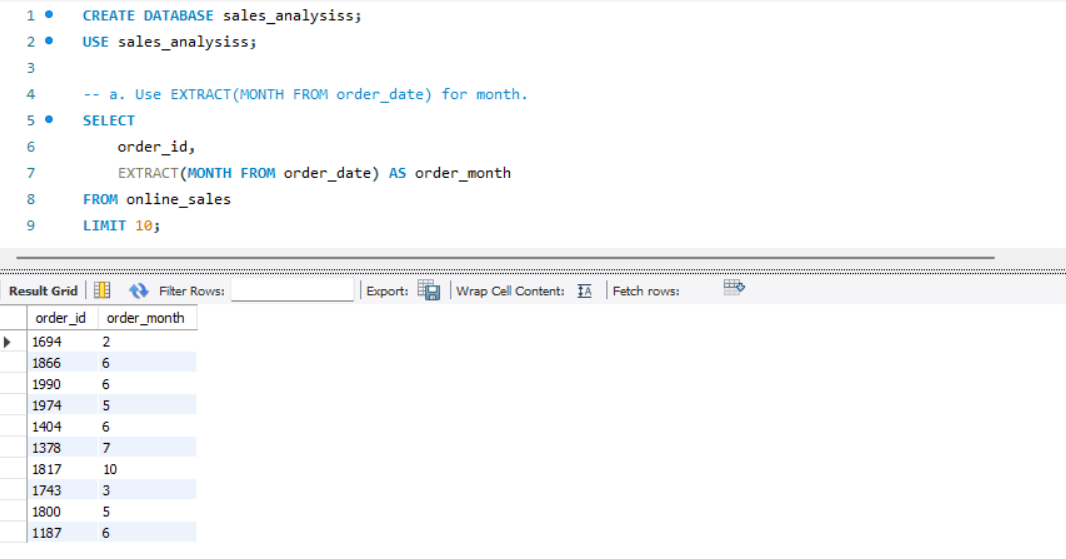 1 CREATE DATABASE sales_analysiss;
2 USE sales_analysiss;
3
4 -- a. Use EXTRACT(MONTH FROM order_date) for month.
5 SELECT
6 order_id,
7 EXTRACT(MONTH FROM order_date) AS order_month
8 FROM online_sales
9 LIMIT 10;
Result Grid Filter Rows: Export: Wrap Cell Content: Fetch rows:
order_id order_month
1694 2
1866 6
1990 6
1974 5
1404 6
1378 7
1817 10
1743 3
1800 5
1187 6